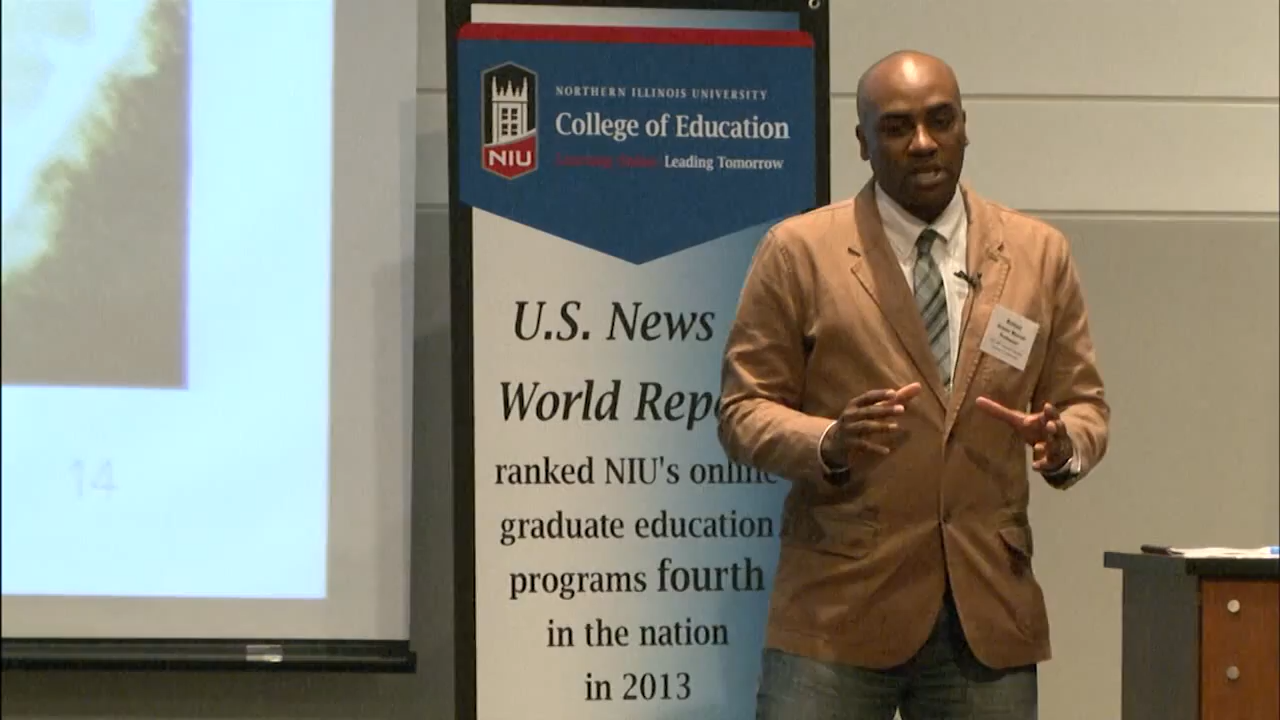 14
NORTHERN ILLINOIS UNIVERSITY
College of Education
Leading Tomorrow
NIU
U.S. News
World Rep
ranked NIU's online
graduate education
programs fourth
in the nation
in 2013